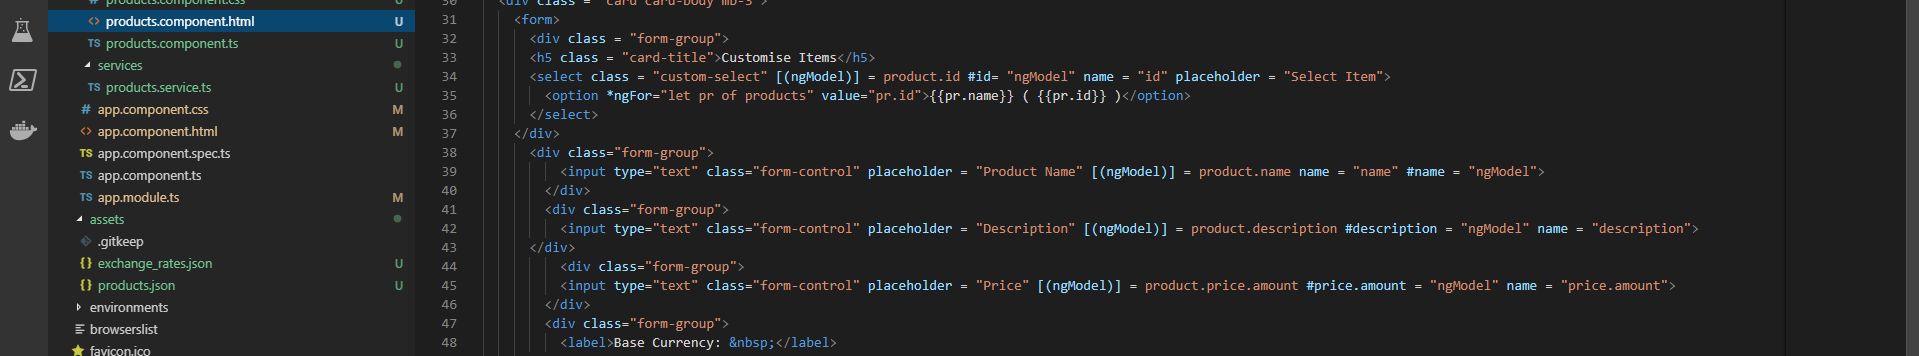 products.component.css
products.component.html U
TS products.component.ts U
services
TS products.service.ts U
# app.component.css M
<> app.component.html M
TS app.component.spec.ts
TS app.component.ts
TS app.module.ts M
assets
.gitkeep
{} exchange_rates.json U
{} products.json U
environments
browserslist
favicon.ico
30 <div class = "card card-body mb-3">
31 <form>
32 <div class = "form-group">
33 <h5 class = "card-title">Customise Items</h5>
34 <select class = "custom-select" [(ngModel)] = product.id #id= "ngModel" name = "id" placeholder = "Select Item">
35 <option *ngFor="let pr of products" value="pr.id">{{pr.name}} ( {{pr.id}} )</option>
36 </select>
37 </div>
38 <div class="form-group">
39 <input type="text" class="form-control" placeholder = "Product Name" [(ngModel)] = product.name name = "name" #name = "ngModel">
40 </div>
41 <div class="form-group">
42 <input type="text" class="form-control" placeholder = "Description" [(ngModel)] = product.description #description = "ngModel" name = "description">
43 </div>
44 <div class="form-group">
45 <input type="text" class="form-control" placeholder = "Price" [(ngModel)] = product.price.amount #price.amount = "ngModel" name = "price.amount">
46 </div>
47 <div class="form-group">
48 <label>Base Currency: &nbsp;</label>